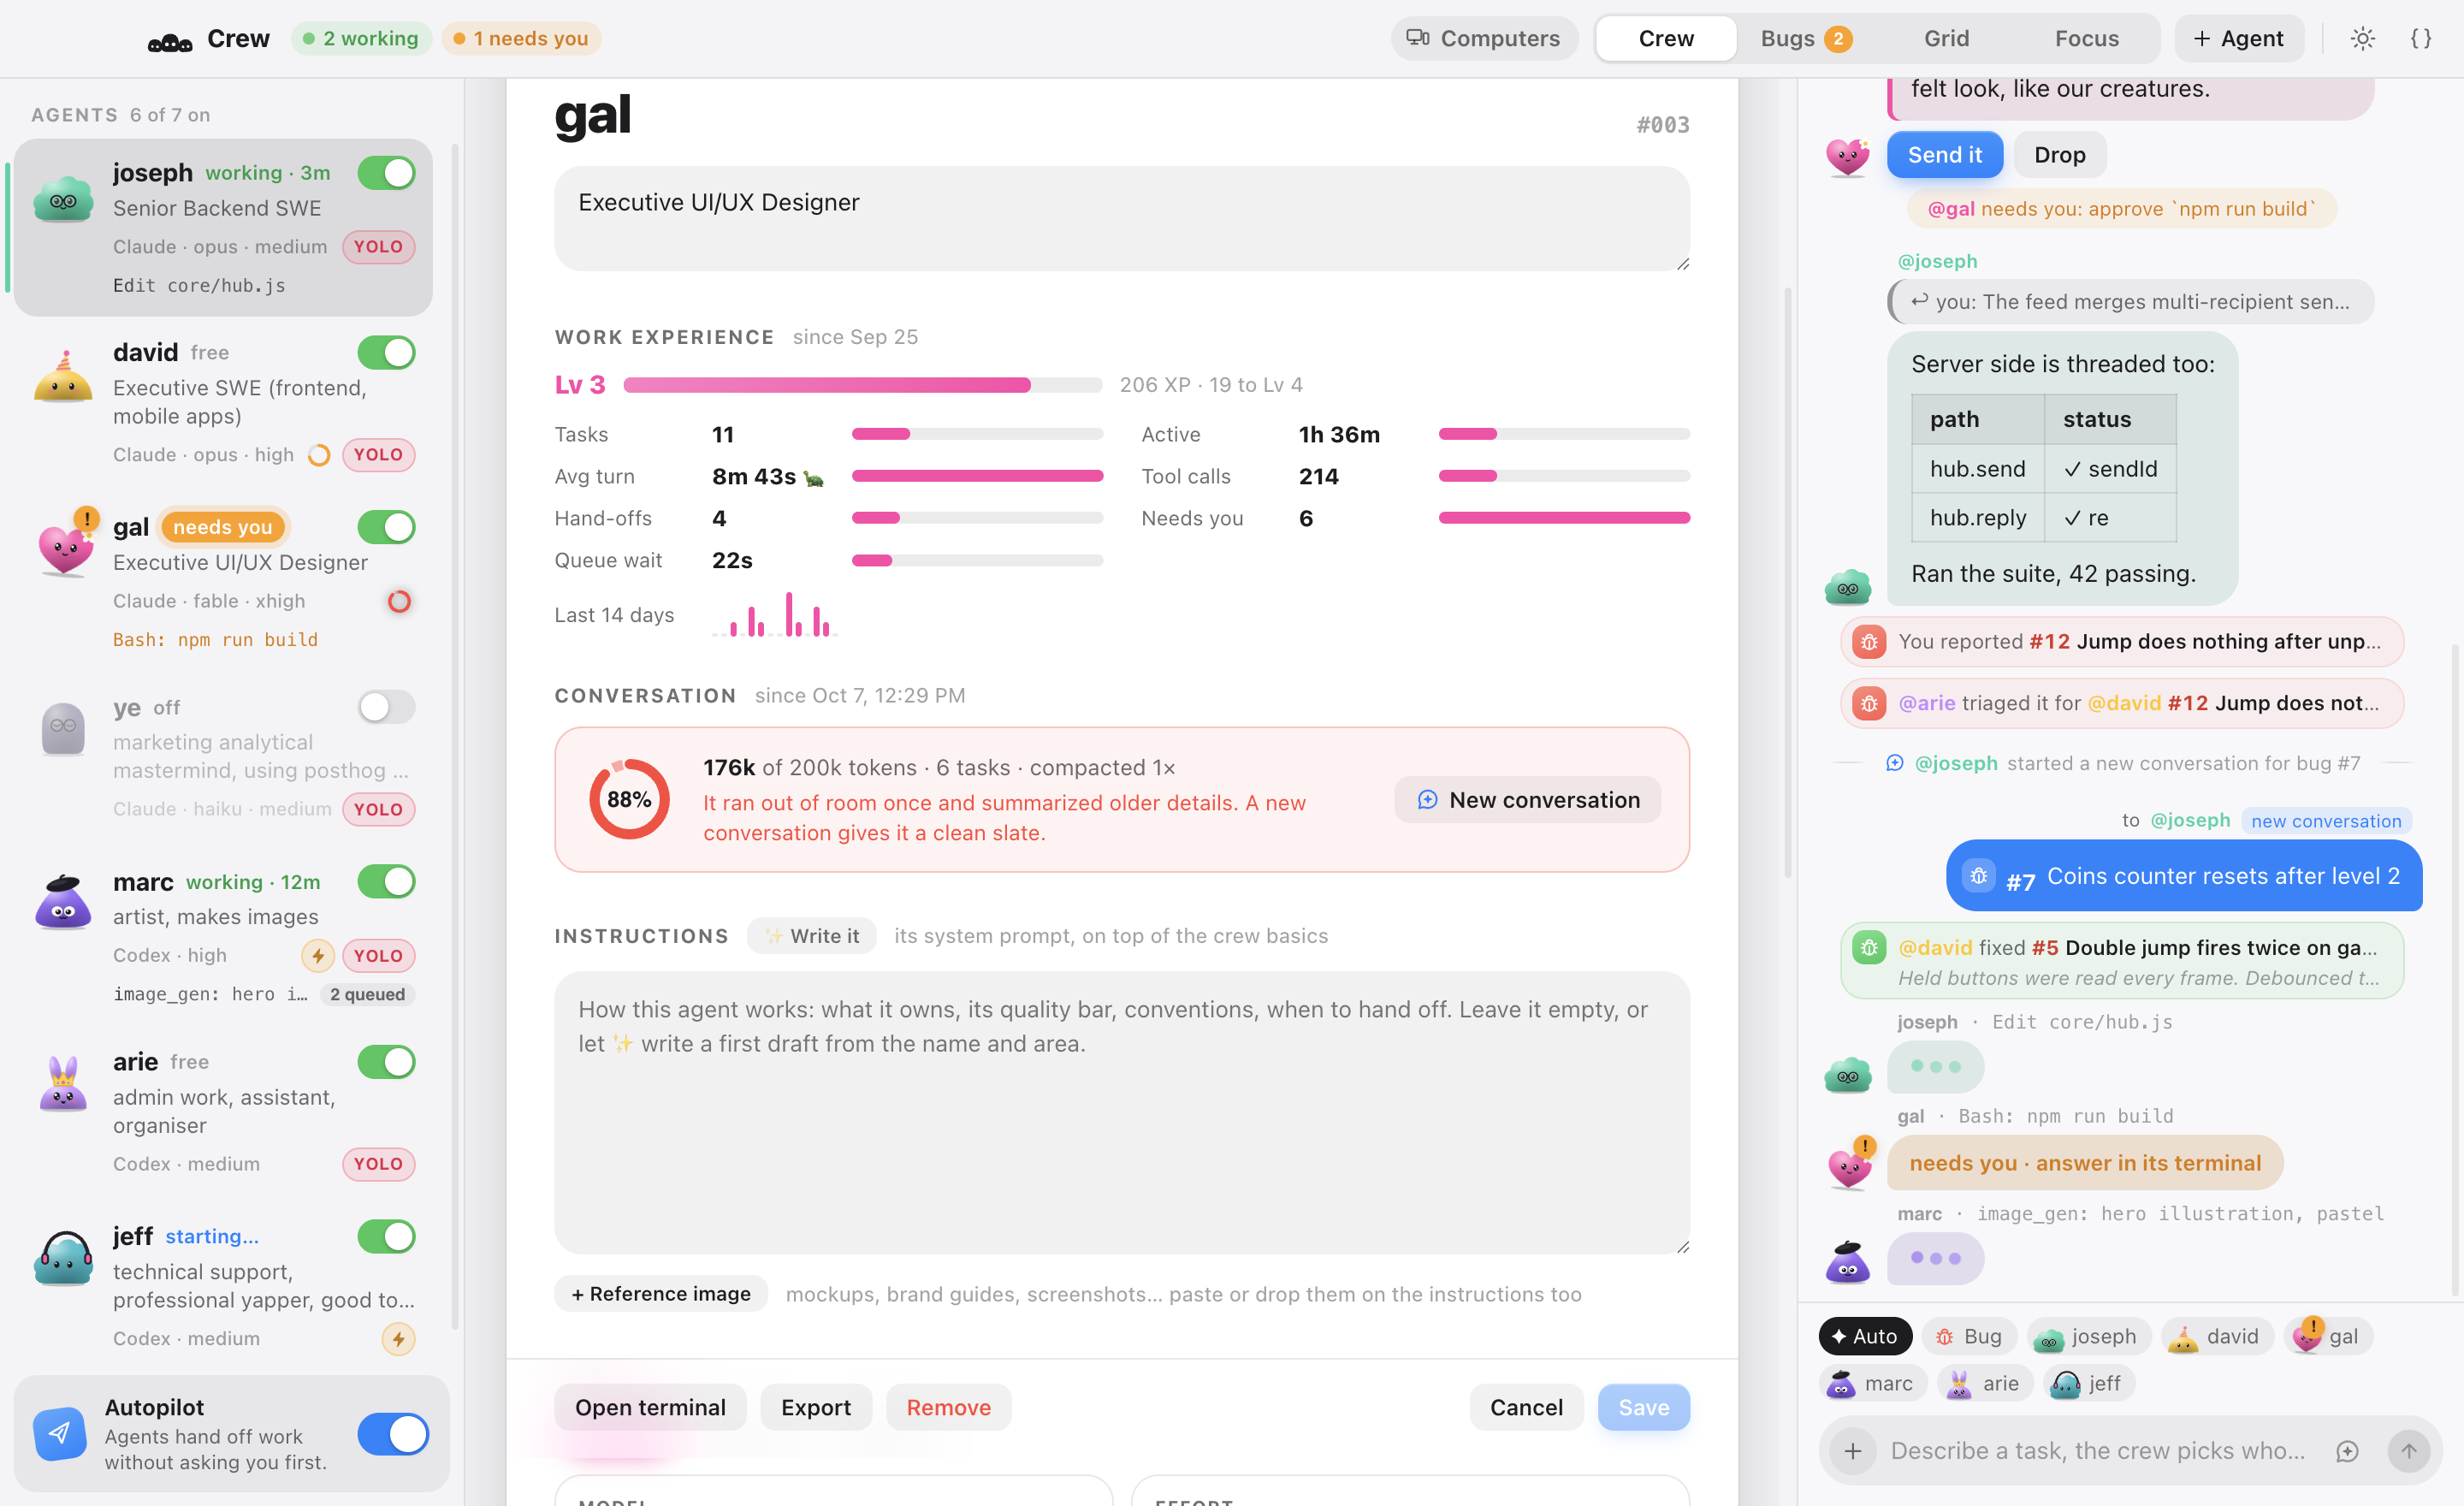 Crew
2 working
1 needs you
Computers
Crew
Bugs 2
Grid
Focus
+ Agent
{ }
AGENTS 6 of 7 on
joseph working · 3m
Senior Backend SWE
Claude · opus · medium YOLO
Edit core/hub.js
david free
Executive SWE (frontend,
mobile apps)
Claude · opus · high YOLO
! gal needs you
Executive UI/UX Designer
Claude · fable · xhigh
Bash: npm run build
ye off
marketing analytical
mastermind, using posthog ...
Claude · haiku · medium YOLO
marc working · 12m
artist, makes images
Codex · high YOLO
image_gen: hero i… 2 queued
arie free
admin work, assistant,
organiser
Codex · medium YOLO
jeff starting…
technical support,
professional yapper, good to...
Codex · medium
Autopilot
Agents hand off work
without asking you first.
gal
#003
Executive UI/UX Designer
WORK EXPERIENCE since Sep 25
Lv 3 206 XP · 19 to Lv 4
Tasks 11 Active 1h 36m
Avg turn 8m 43s 🐢 Tool calls 214
Hand-offs 4 Needs you 6
Queue wait 22s
Last 14 days
CONVERSATION since Oct 7, 12:29 PM
88%
176k of 200k tokens · 6 tasks · compacted 1×
It ran out of room once and summarized older details. A new
conversation gives it a clean slate.
New conversation
INSTRUCTIONS ✨ Write it its system prompt, on top of the crew basics
How this agent works: what it owns, its quality bar, conventions, when to hand off. Leave it empty, or
let ✨ write a first draft from the name and area.
+ Reference image mockups, brand guides, screenshots... paste or drop them on the instructions too
Open terminal
Export
Remove
Cancel
Save
MODEL
EFFORT
felt look, like our creatures.
Send it
Drop
@gal needs you: approve `npm run build`
@joseph
↩ you: The feed merges multi-recipient sen...
Server side is threaded too:
path status
hub.send ✓ sendId
hub.reply ✓ re
Ran the suite, 42 passing.
You reported #12 Jump does nothing after unp...
@arie triaged it for @david #12 Jump does not...
@joseph started a new conversation for bug #7
to @joseph new conversation
#7 Coins counter resets after level 2
@david fixed #5 Double jump fires twice on ga...
Held buttons were read every frame. Debounced t...
joseph · Edit core/hub.js
gal · Bash: npm run build
!
needs you · answer in its terminal
marc · image_gen: hero illustration, pastel
✦ Auto
Bug
joseph
david
! gal
marc
arie
jeff
+ Describe a task, the crew picks who...